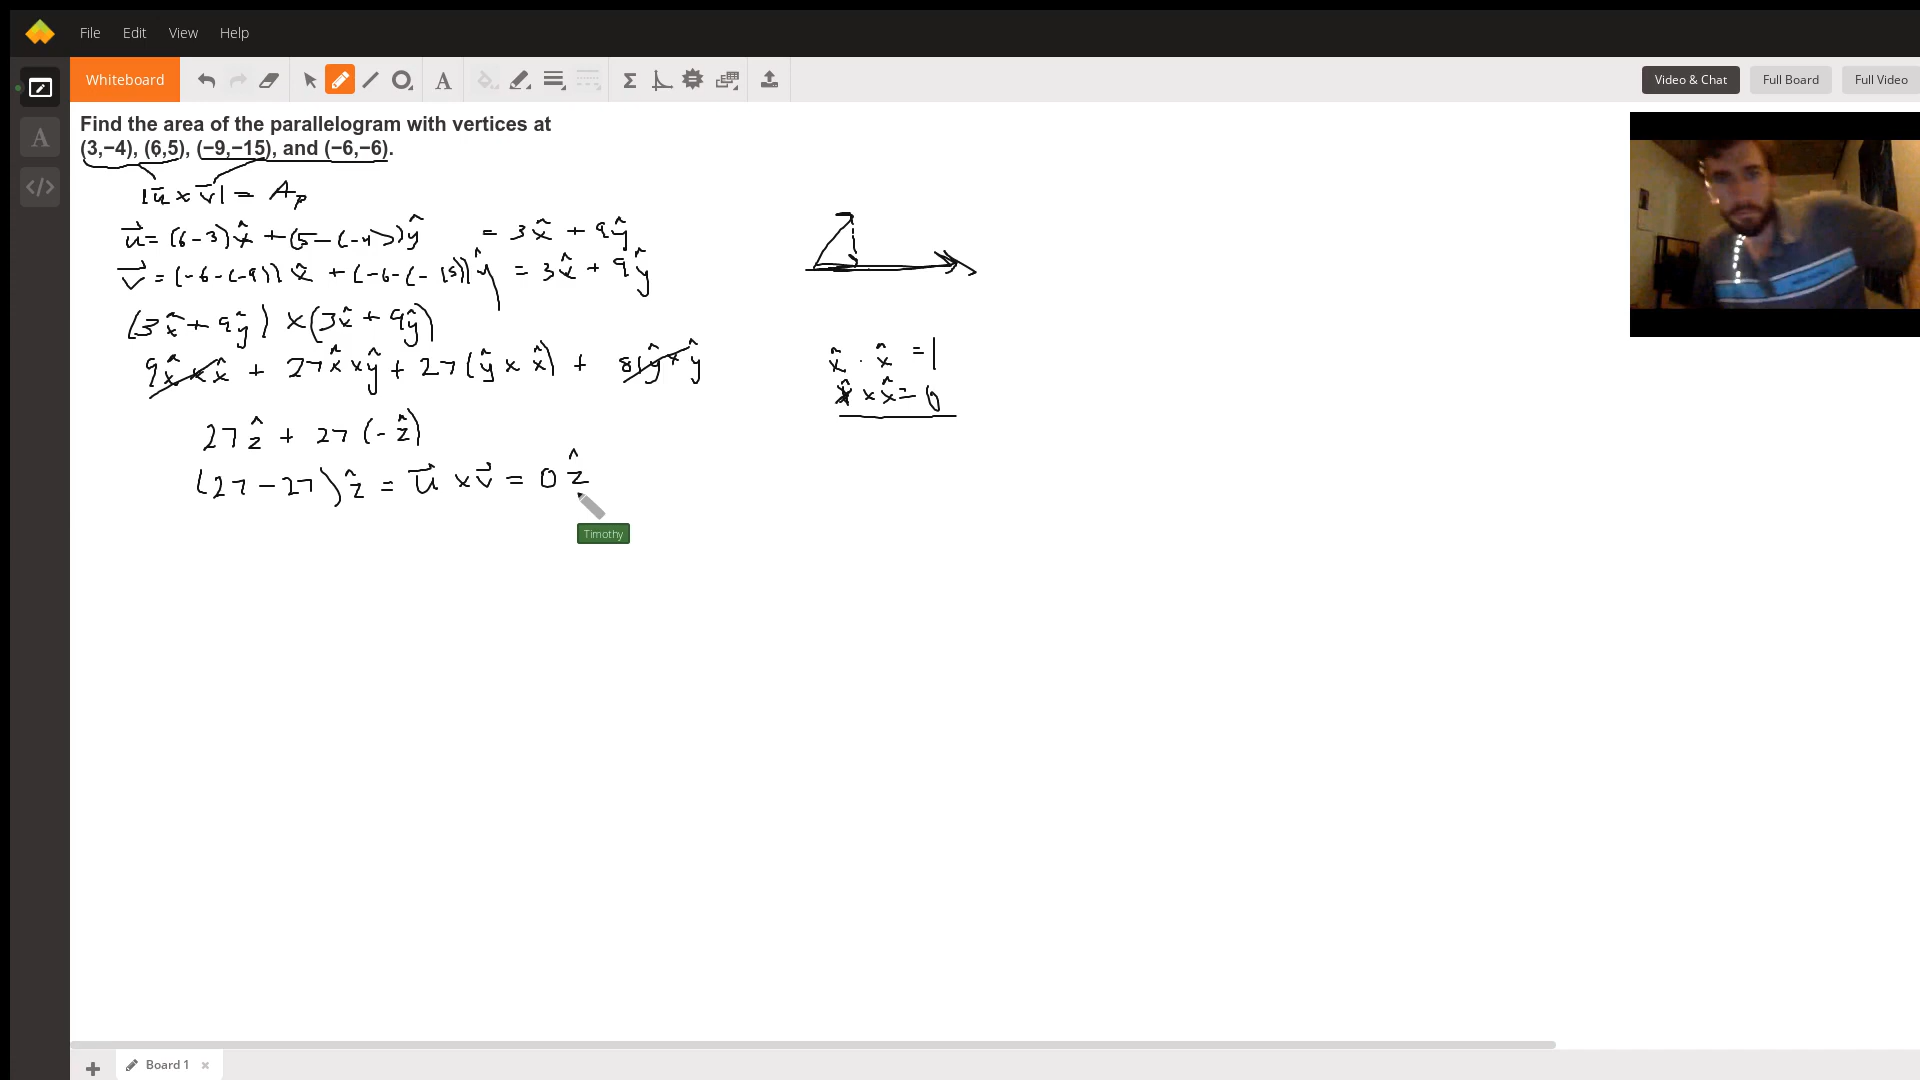 File Edit View Help
Whiteboard
A
Σ
Video & Chat Full Board Full Video
A
</>
Find the area of the parallelogram with vertices at
(3,−4), (6,5), (−9,−15), and (−6,−6).
|u⃗ × v⃗| = Aₚ
u⃗ = (6-3)x̂ + (5-(-4))ŷ = 3x̂ + 9ŷ
v⃗ = (-6-(-9))x̂ + (-6-(-15))ŷ = 3x̂ + 9ŷ
(3x̂ + 9ŷ) × (3x̂ + 9ŷ)
9x̂ × x̂ + 27x̂ × ŷ + 27(ŷ × x̂) + 81ŷ × ŷ
x̂ · x̂ = 1
x̂ × x̂ = 0
27ẑ + 27(-ẑ)
(27-27)ẑ = u⃗ × v⃗ = 0ẑ
Timothy
+ Board 1 ×